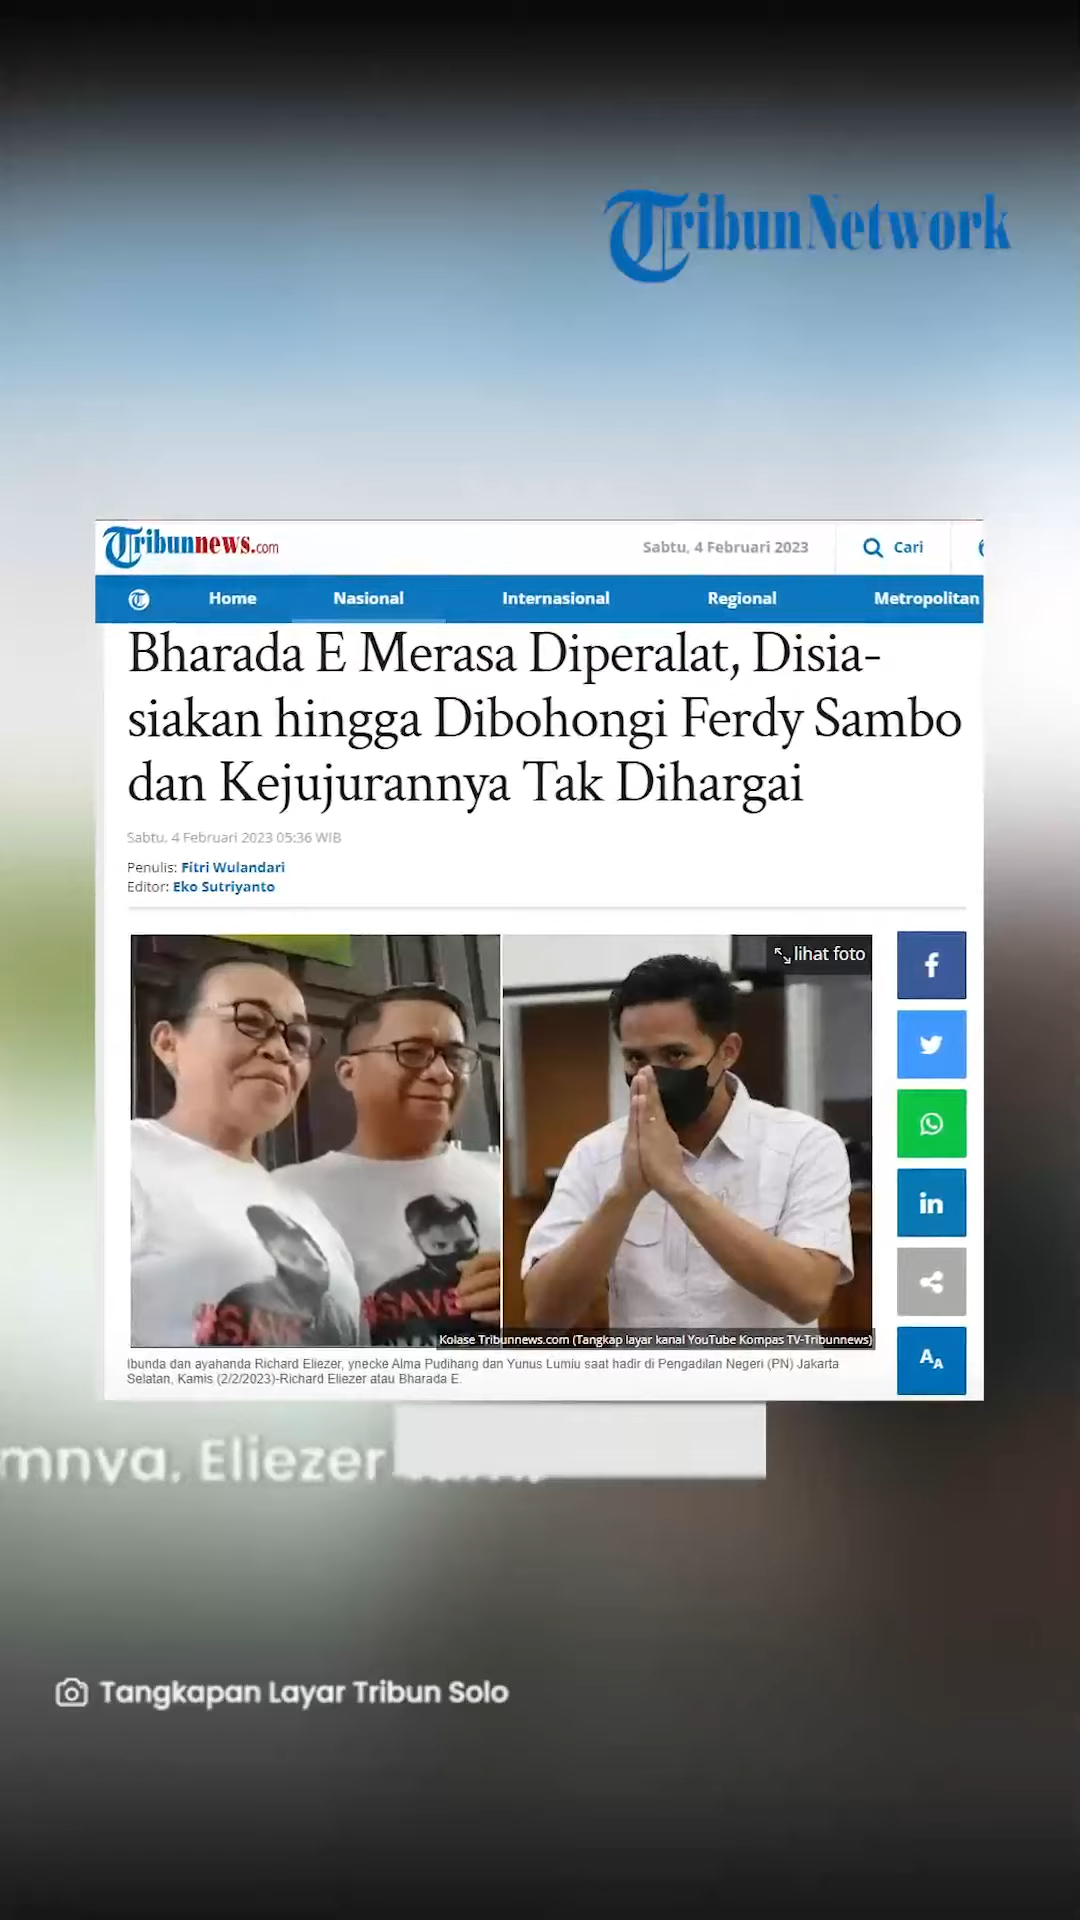 Tribun Network
Tribunnews.com
Sabtu, 4 Februari 2023
Cari
Home
Nasional
Internasional
Regional
Metropolitan
Bharada E Merasa Diperalat, Disia-
siakan hingga Dibohongi Ferdy Sambo
dan Kejujurannya Tak Dihargai
Sabtu, 4 Februari 2023 05:36 WIB
Penulis: Fitri Wulandari
Editor: Eko Sutriyanto
lihat foto
#SAVE
Kolase Tribunnews.com (Tangkap layar kanal YouTube Kompas TV-Tribunnews)
Ibunda dan ayahanda Richard Eliezer, ynecke Alma Pudihang dan Yunus Lumiu saat hadir di Pengadilan Negeri (PN) Jakarta
Selatan, Kamis (2/2/2023)-Richard Eliezer atau Bharada E.
mnya, Eliezer
Tangkapan Layar Tribun Solo